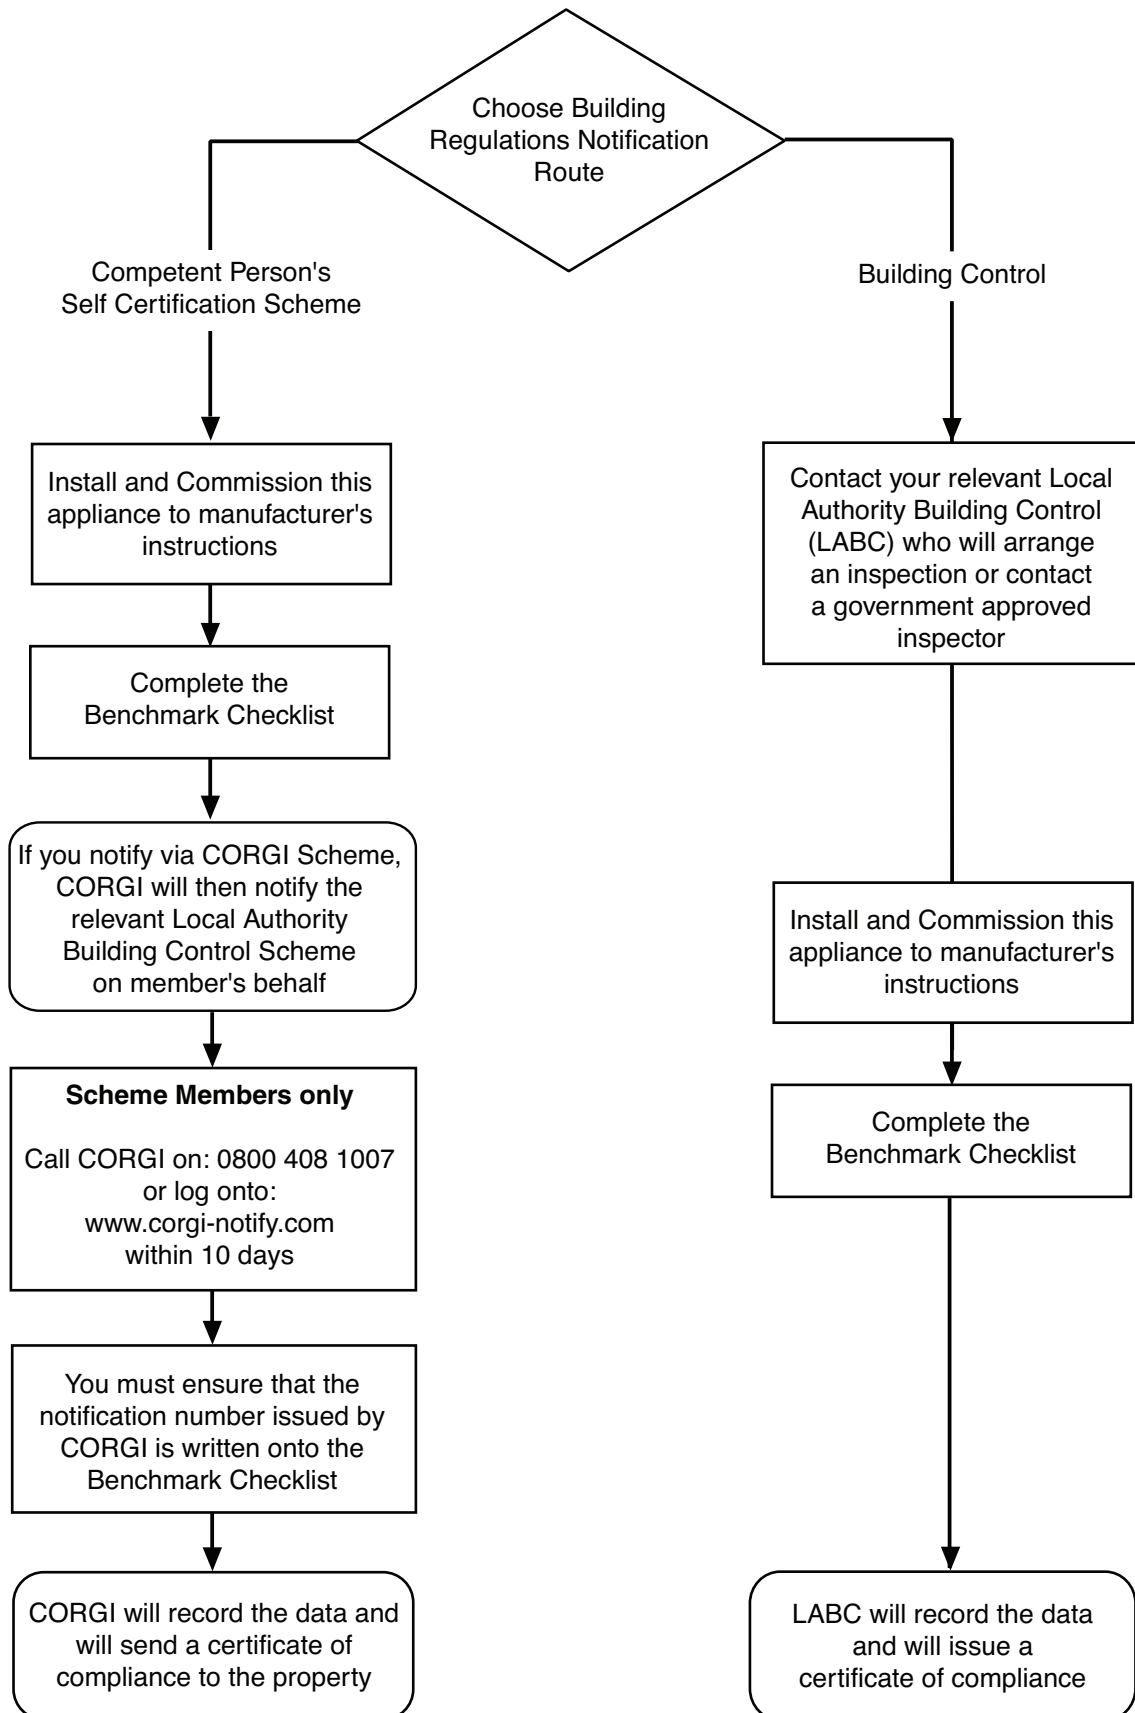 Choose Building
Regulations Notification
Route
Competent Person's
Self Certification Scheme
Building Control
Install and Commission this
appliance to manufacturer's
instructions
Complete the
Benchmark Checklist
If you notify via CORGI Scheme,
CORGI will then notify the
relevant Local Authority
Building Control Scheme
on member's behalf
Scheme Members only
Call CORGI on: 0800 408 1007
or log onto:
www.corgi-notify.com
within 10 days
You must ensure that the
notification number issued by
CORGI is written onto the
Benchmark Checklist
CORGI will record the data and
will send a certificate of
compliance to the property
Contact your relevant Local
Authority Building Control
(LABC) who will arrange
an inspection or contact
a government approved
inspector
Install and Commission this
appliance to manufacturer's
instructions
Complete the
Benchmark Checklist
LABC will record the data
and will issue a
certificate of compliance